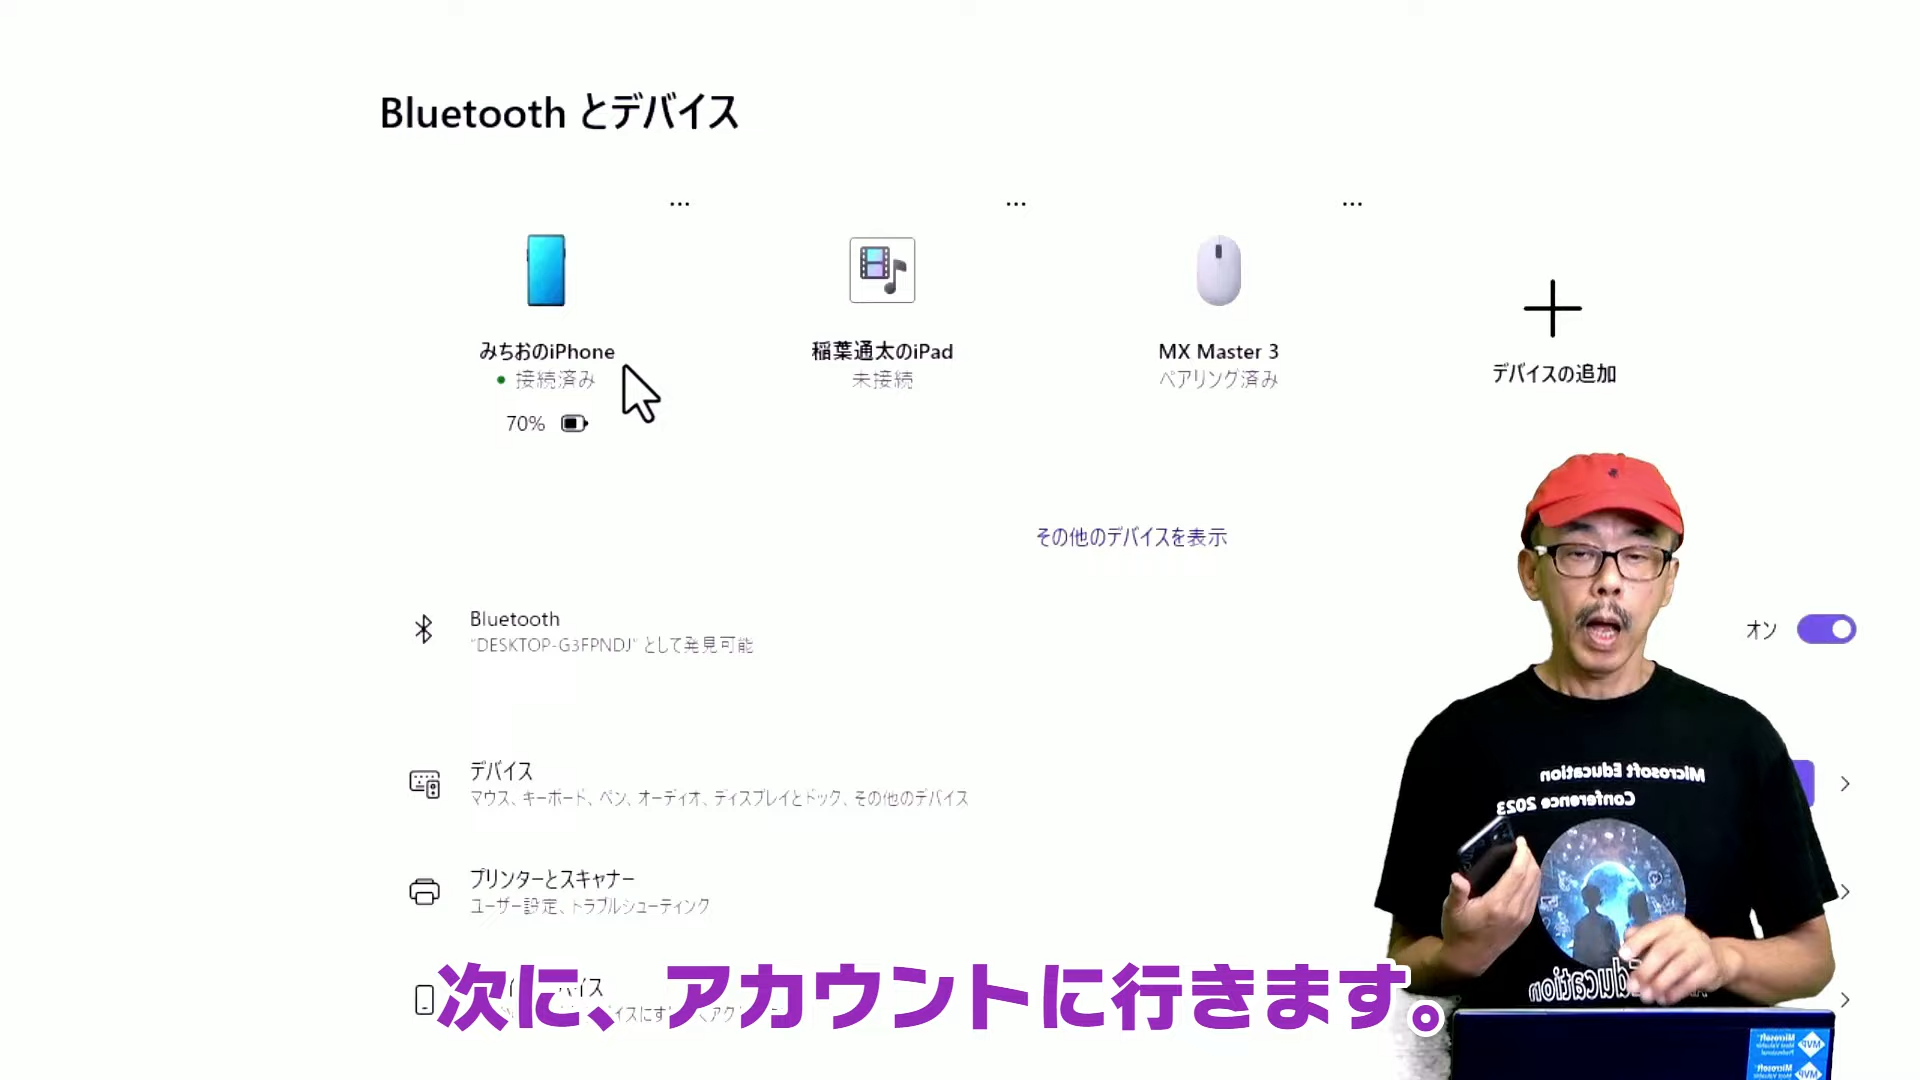 Bluetooth とデバイス
...
...
...
みちおのiPhone
接続済み
70%
稲葉通太のiPad
未接続
MX Master 3
ペアリング済み
デバイスの追加
その他のデバイスを表示
Bluetooth
"DESKTOP-G3FPNDJ" として発見可能
オン
デバイス
マウス、キーボード、ペン、オーディオ、ディスプレイとドック、その他のデバイス
プリンターとスキャナー
ユーザー設定、トラブルシューティング
Microsoft Education
Conference 2023
Education
次に、アカウントに行きます。
Microsoft
Most Valuable
Professional
MVP
Microsoft
MVP